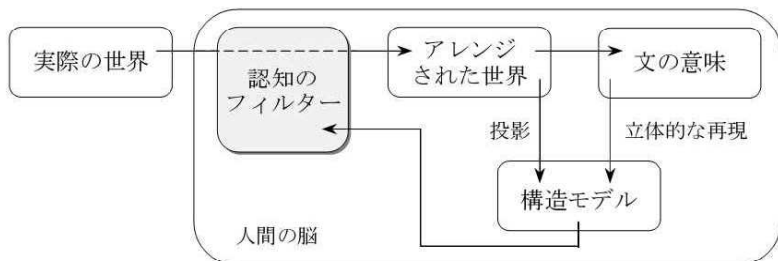 実際の世界
認知の
フィルター
アレンジ
された世界
文の意味
投影
立体的な再現
構造モデル
人間の脳